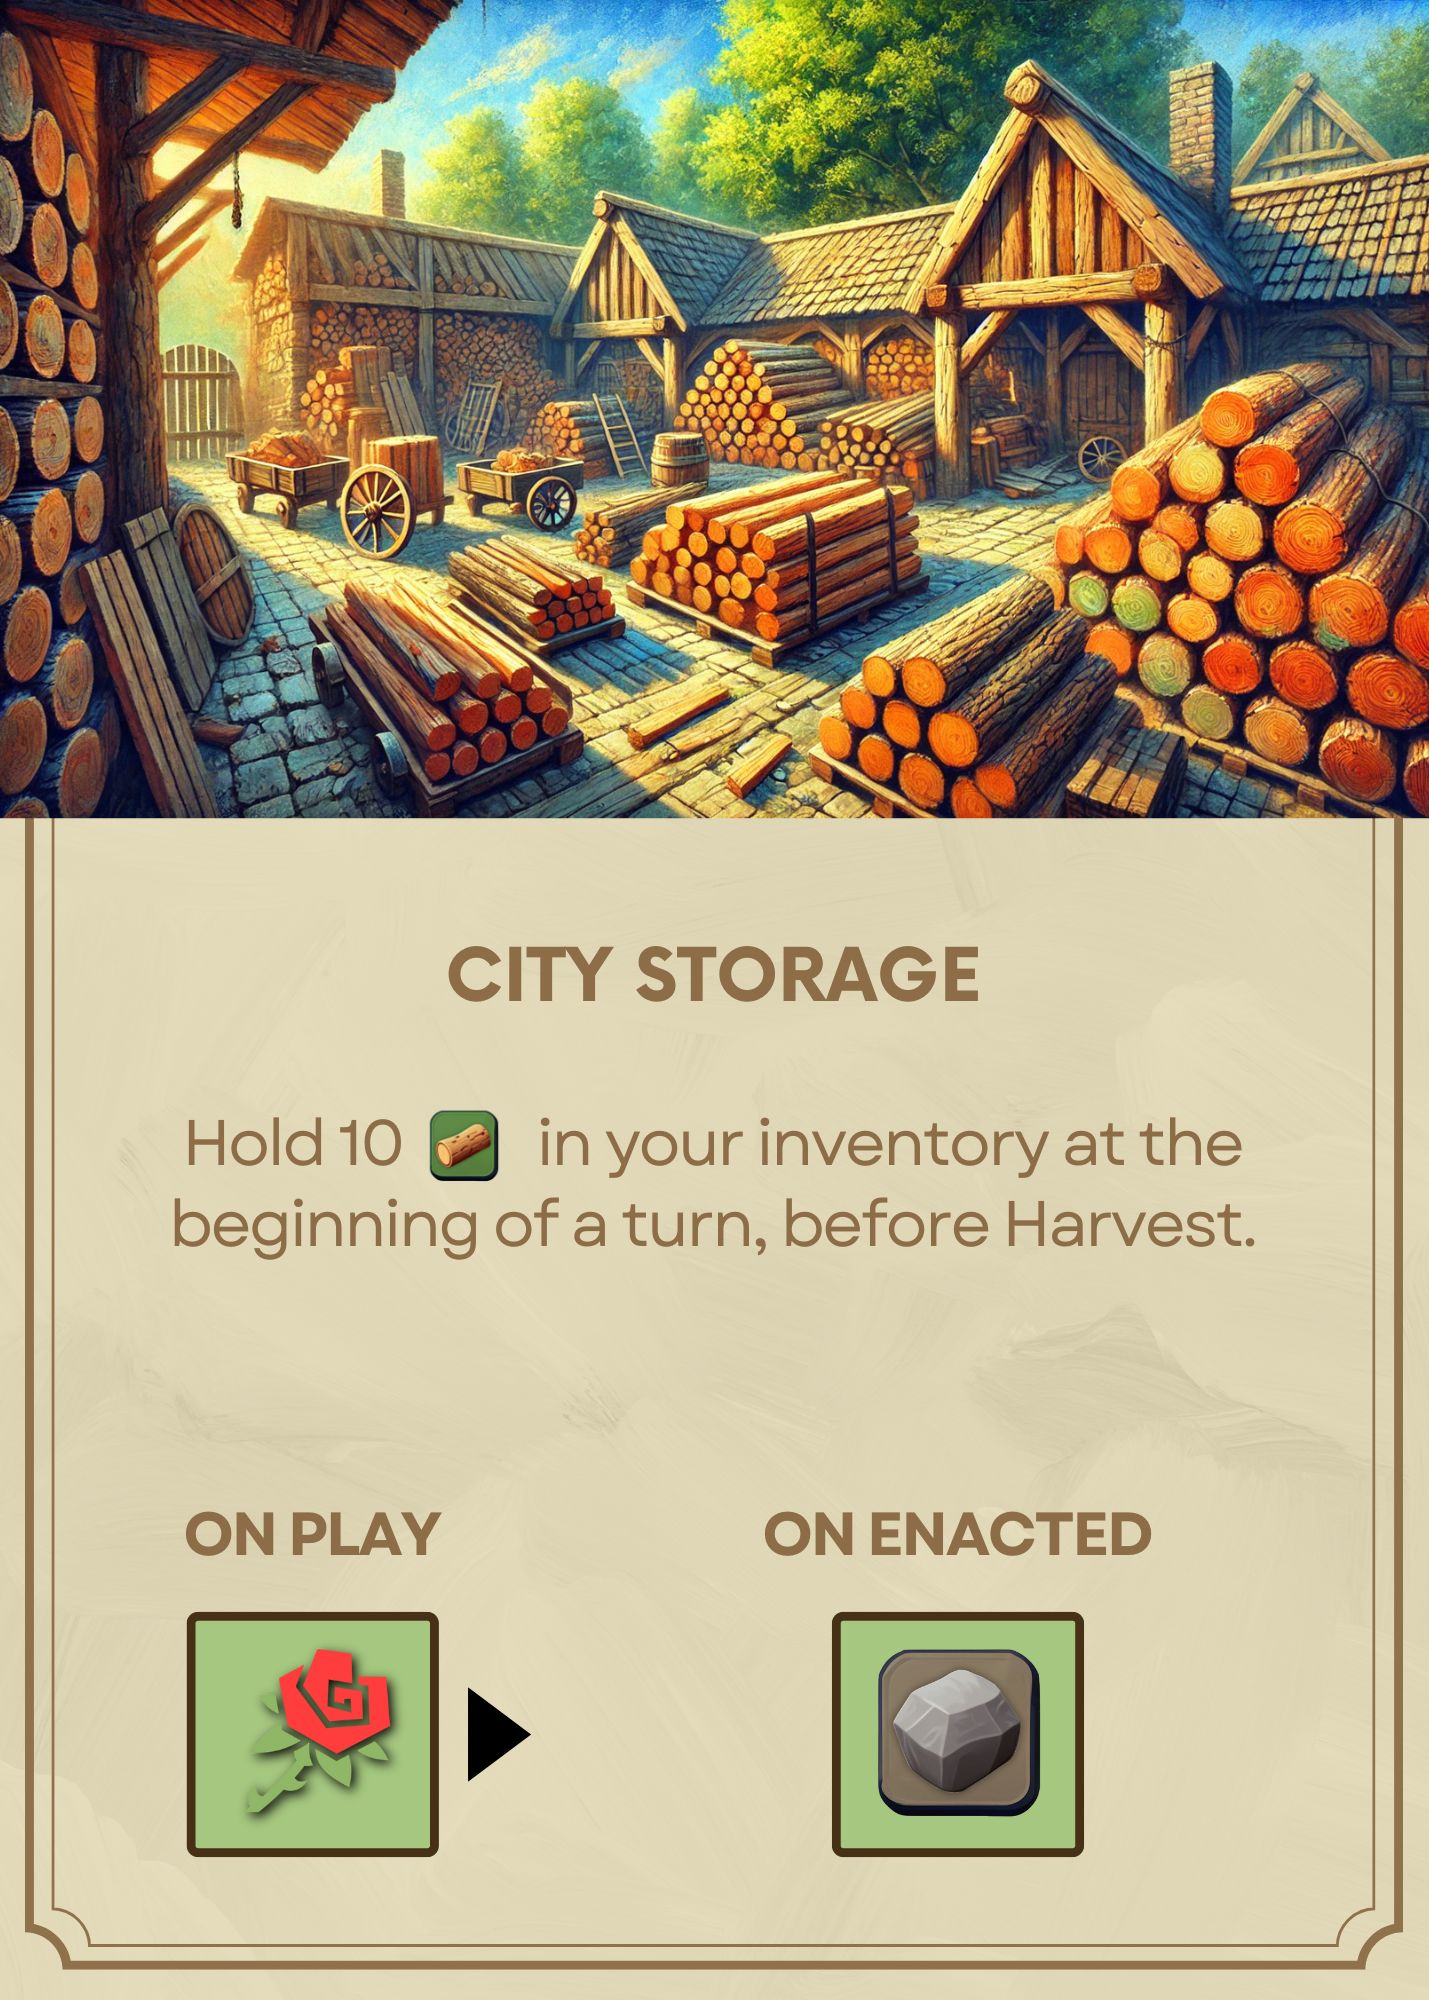 CITY STORAGE
Hold 10 in your inventory at the
beginning of a turn, before Harvest.
ON PLAY
ON ENACTED